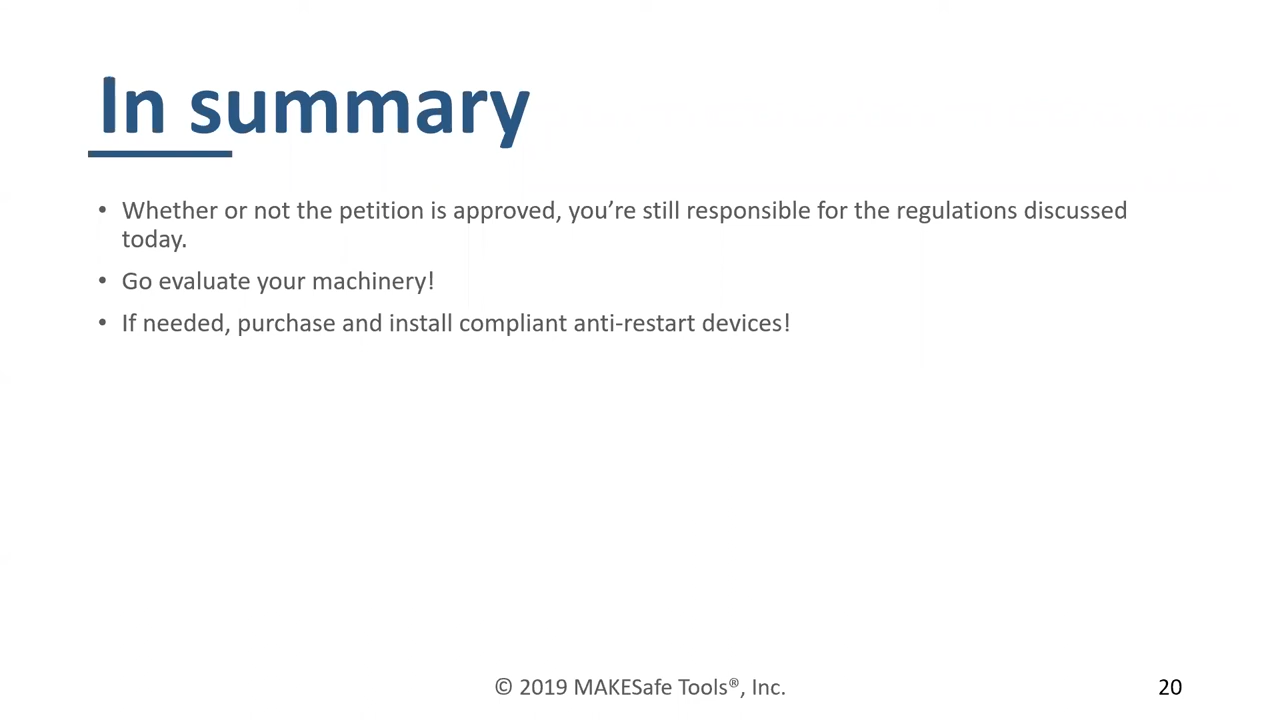 In summary
• Whether or not the petition is approved, you’re still responsible for the regulations discussed
today.
• Go evaluate your machinery!
• If needed, purchase and install compliant anti-restart devices!
© 2019 MAKESafe Tools®, Inc.
20